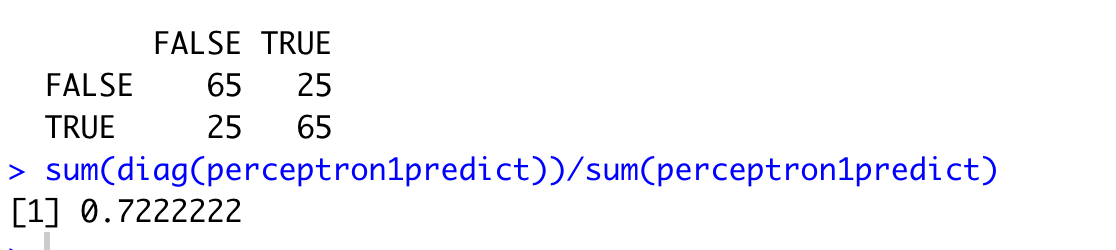 FALSE TRUE
FALSE 65 25
TRUE 25 65
> sum(diag(perceptron1predict))/sum(perceptron1predict)
[1] 0.7222222
>